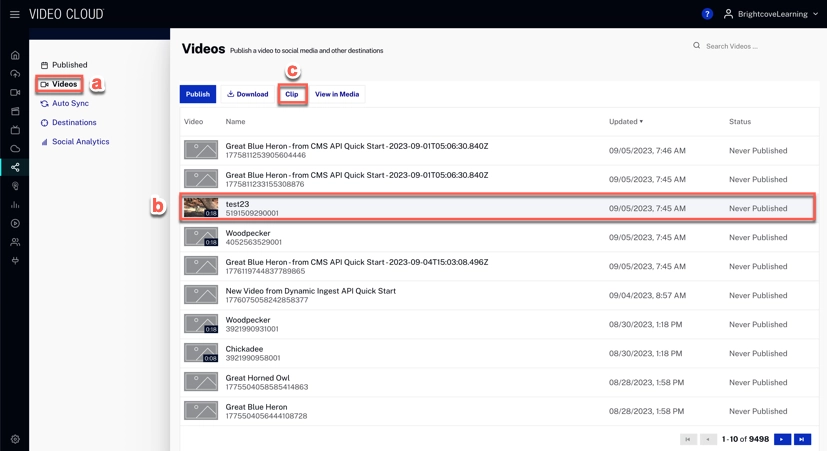 VIDEO CLOUD
? BrightcoveLearning
Published
Videos
a
Auto Sync
Destinations
Social Analytics
Videos Publish a video to social media and other destinations
Search Videos ...
c
Publish Download Clip View in Media
Video Name Updated Status
Great Blue Heron - from CMS API Quick Start - 2023-09-01T05:06:30.840Z
1775811253905604446
09/05/2023, 7:46 AM Never Published
Great Blue Heron - from CMS API Quick Start - 2023-09-01T05:06:30.840Z
1775811233155308876
09/05/2023, 7:45 AM Never Published
b
0:18
test23
5191509290001
09/05/2023, 7:45 AM Never Published
0:18
Woodpecker
4052563529001
09/05/2023, 7:45 AM Never Published
Great Blue Heron - from CMS API Quick Start - 2023-09-04T15:03:08.496Z
1776119744837789865
09/05/2023, 7:45 AM Never Published
New Video from Dynamic Ingest API Quick Start
1776075058242858377
09/04/2023, 8:57 AM Never Published
0:18
Woodpecker
3921990931001
08/30/2023, 1:18 PM Never Published
0:08
Chickadee
3921990958001
08/30/2023, 1:18 PM Never Published
Great Horned Owl
1775504058585414863
08/28/2023, 1:58 PM Never Published
Great Blue Heron
1775504056444108728
08/28/2023, 1:58 PM Never Published
1 - 10 of 9498